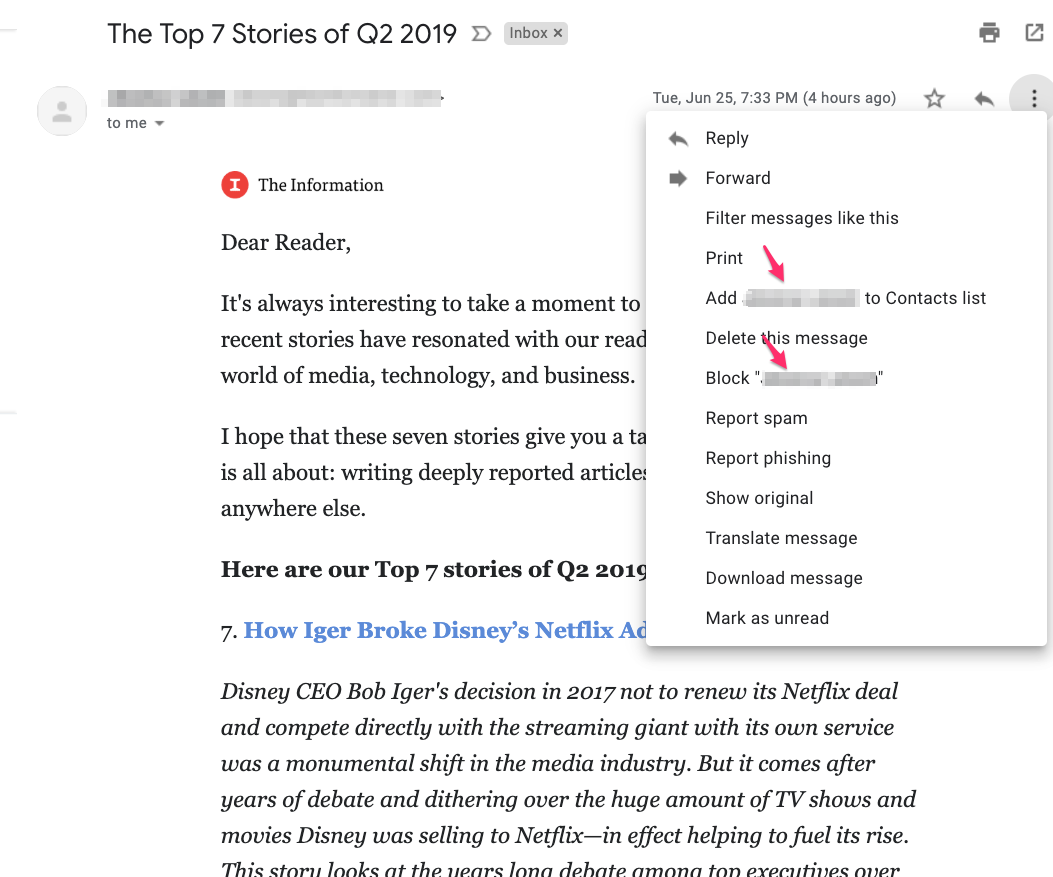 The Top 7 Stories of Q2 2019
Inbox ×
Tue, Jun 25, 7:33 PM (4 hours ago)
to me
The Information
Dear Reader,
It's always interesting to take a moment to
recent stories have resonated with our read
world of media, technology, and business.
I hope that these seven stories give you a ta
is all about: writing deeply reported articles
anywhere else.
Here are our Top 7 stories of Q2 2019
7. How Iger Broke Disney’s Netflix Ad
Disney CEO Bob Iger's decision in 2017 not to renew its Netflix deal
and compete directly with the streaming giant with its own service
was a monumental shift in the media industry. But it comes after
years of debate and dithering over the huge amount of TV shows and
movies Disney was selling to Netflix—in effect helping to fuel its rise.
This story looks at the years long debate among top executives over
Reply
Forward
Filter messages like this
Print
Add to Contacts list
Delete this message
Block " "
Report spam
Report phishing
Show original
Translate message
Download message
Mark as unread